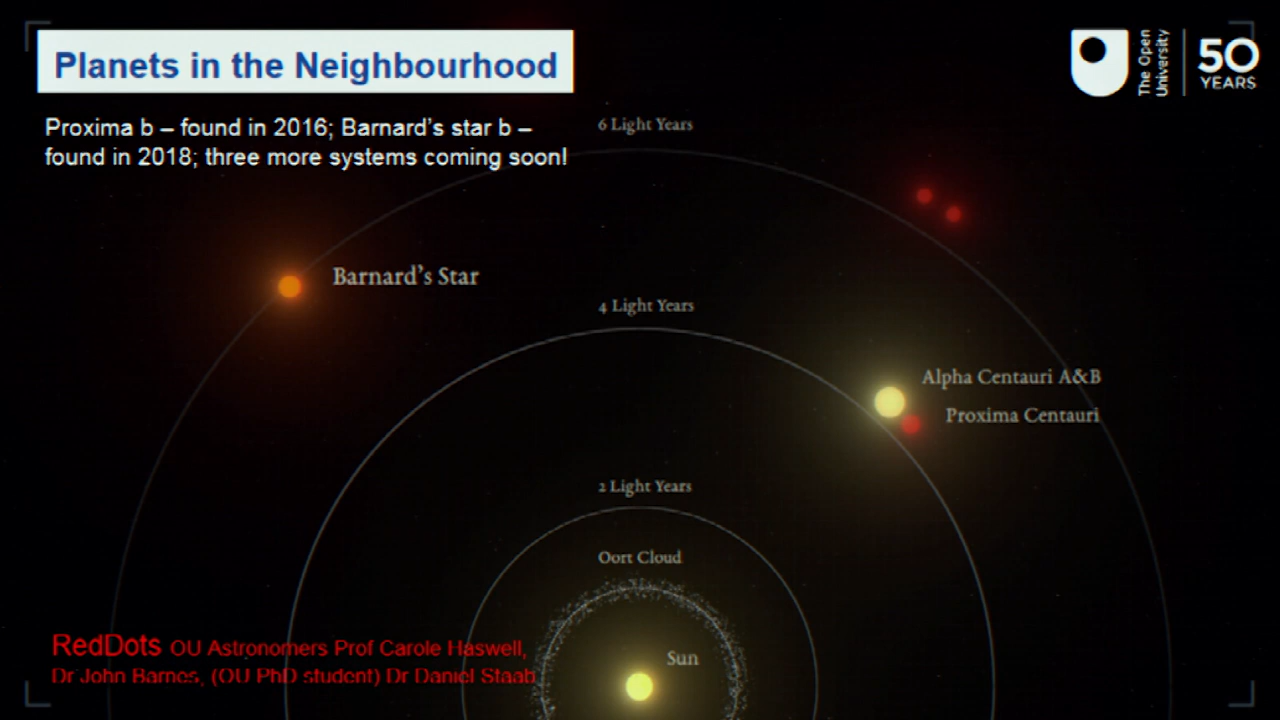 Planets in the Neighbourhood
The Open
University
50
YEARS
Proxima b – found in 2016; Barnard's star b –
found in 2018; three more systems coming soon!
6 Light Years
Barnard's Star
4 Light Years
Alpha Centauri A&B
Proxima Centauri
2 Light Years
Oort Cloud
Sun
RedDots OU Astronomers Prof Carole Haswell,
Dr John Barnes, (OU PhD student) Dr Daniel Staab